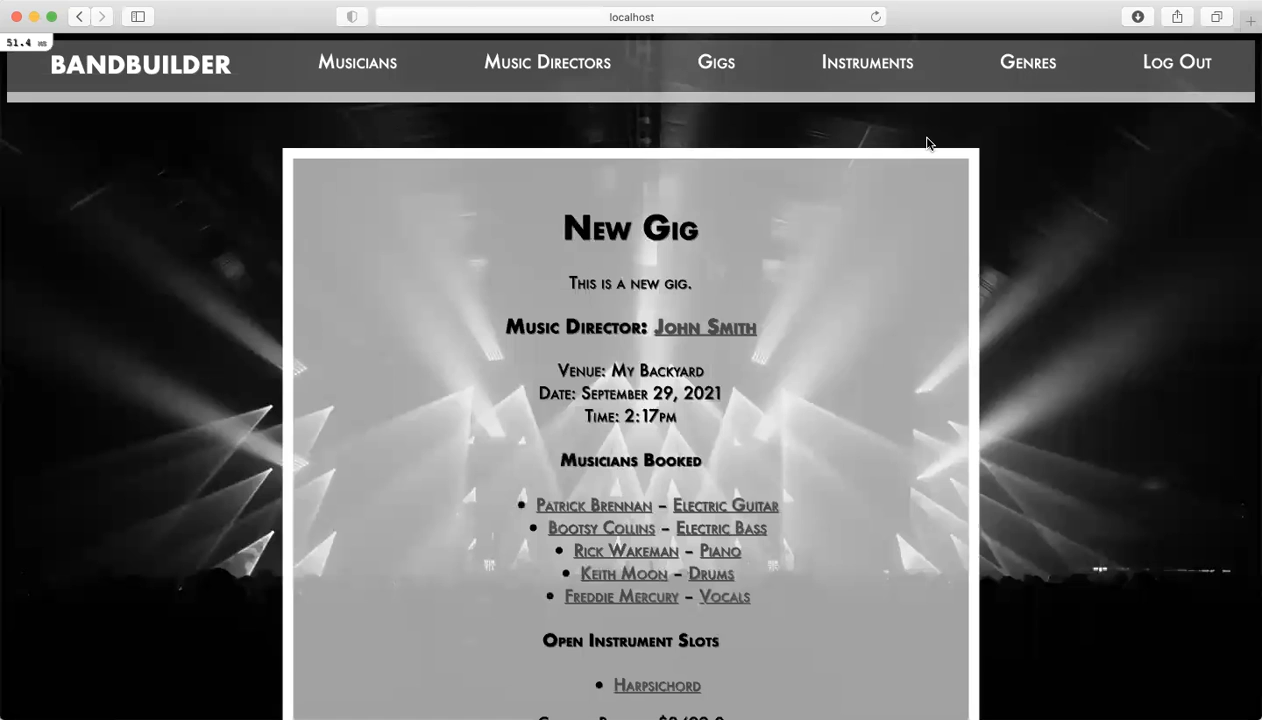 localhost
51.4 ms
BANDBUILDER
Musicians
Music Directors
Gigs
Instruments
Genres
Log Out
New Gig
This is a new gig.
Music Director: John Smith
Venue: My Backyard
Date: September 29, 2021
Time: 2:17pm
Musicians Booked
• Patrick Brennan – Electric Guitar
• Bootsy Collins – Electric Bass
• Rick Wakeman – Piano
• Keith Moon – Drums
• Freddie Mercury – Vocals
Open Instrument Slots
• Harpsichord